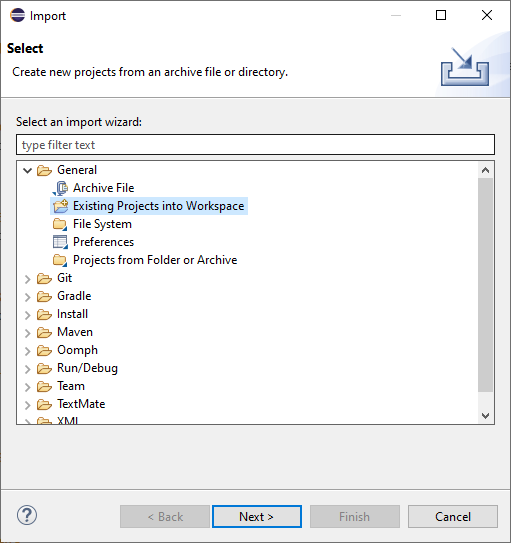 Import
Select
Create new projects from an archive file or directory.
Select an import wizard:
type filter text
General
Archive File
Existing Projects into Workspace
File System
Preferences
Projects from Folder or Archive
Git
Gradle
Install
Maven
Oomph
Run/Debug
Team
TextMate
XML
?
< Back
Next >
Finish
Cancel